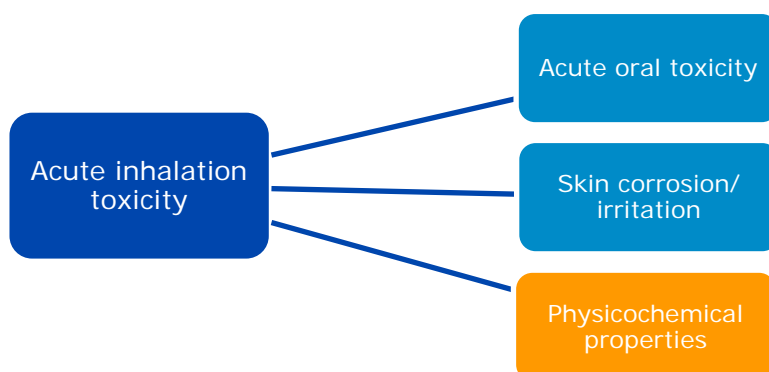 Acute oral toxicity
Acute inhalation
toxicity
Skin corrosion/
irritation
Physicochemical
properties